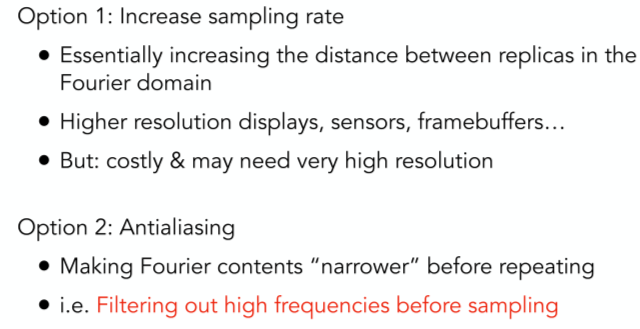 Option 1: Increase sampling rate
● Essentially increasing the distance between replicas in the
Fourier domain
● Higher resolution displays, sensors, framebuffers…
● But: costly & may need very high resolution
Option 2: Antialiasing
● Making Fourier contents “narrower” before repeating
● i.e. Filtering out high frequencies before sampling